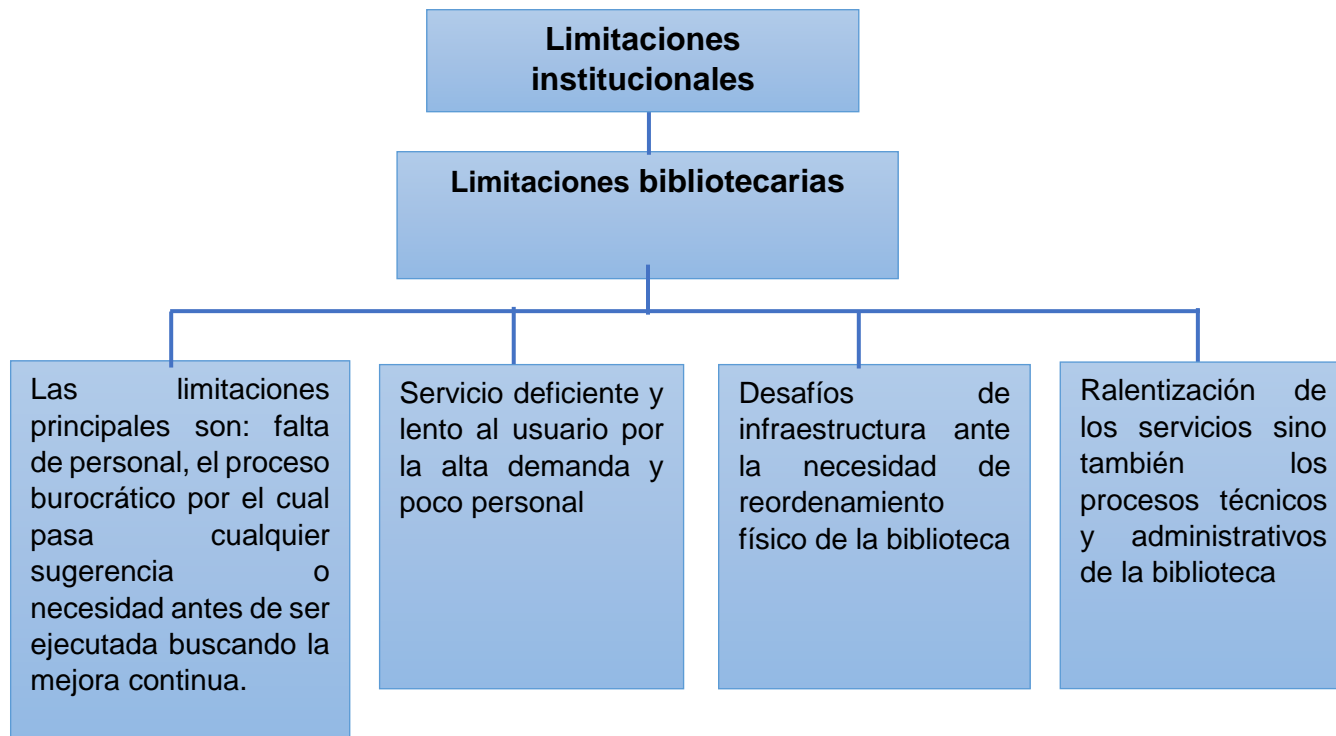 Limitaciones
institucionales
Limitaciones bibliotecarias
Las limitaciones
principales son: falta
de personal, el proceso
burocrático por el cual
pasa cualquier
sugerencia o
necesidad antes de ser
ejecutada buscando la
mejora continua.
Servicio deficiente y
lento al usuario por
la alta demanda y
poco personal
Desafíos de
infraestructura ante
la necesidad de
reordenamiento
físico de la biblioteca
Ralentización de
los servicios sino
también los
procesos técnicos
y administrativos
de la biblioteca